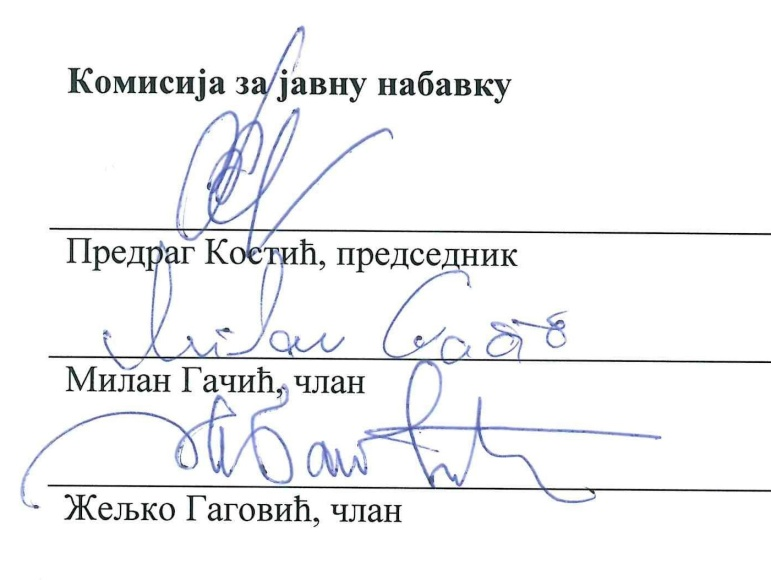 Комисија за јавну набавку
Предраг Костић, председник
Милан Гачић, члан
Жељко Гаговић, члан